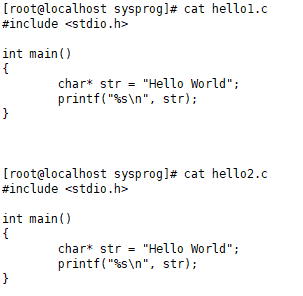 [root@localhost sysprog]# cat hello1.c
#include <stdio.h>

int main()
{
        char* str = "Hello World";
        printf("%s\n", str);
}

[root@localhost sysprog]# cat hello2.c
#include <stdio.h>

int main()
{
        char* str = "Hello World";
        printf("%s\n", str);
}